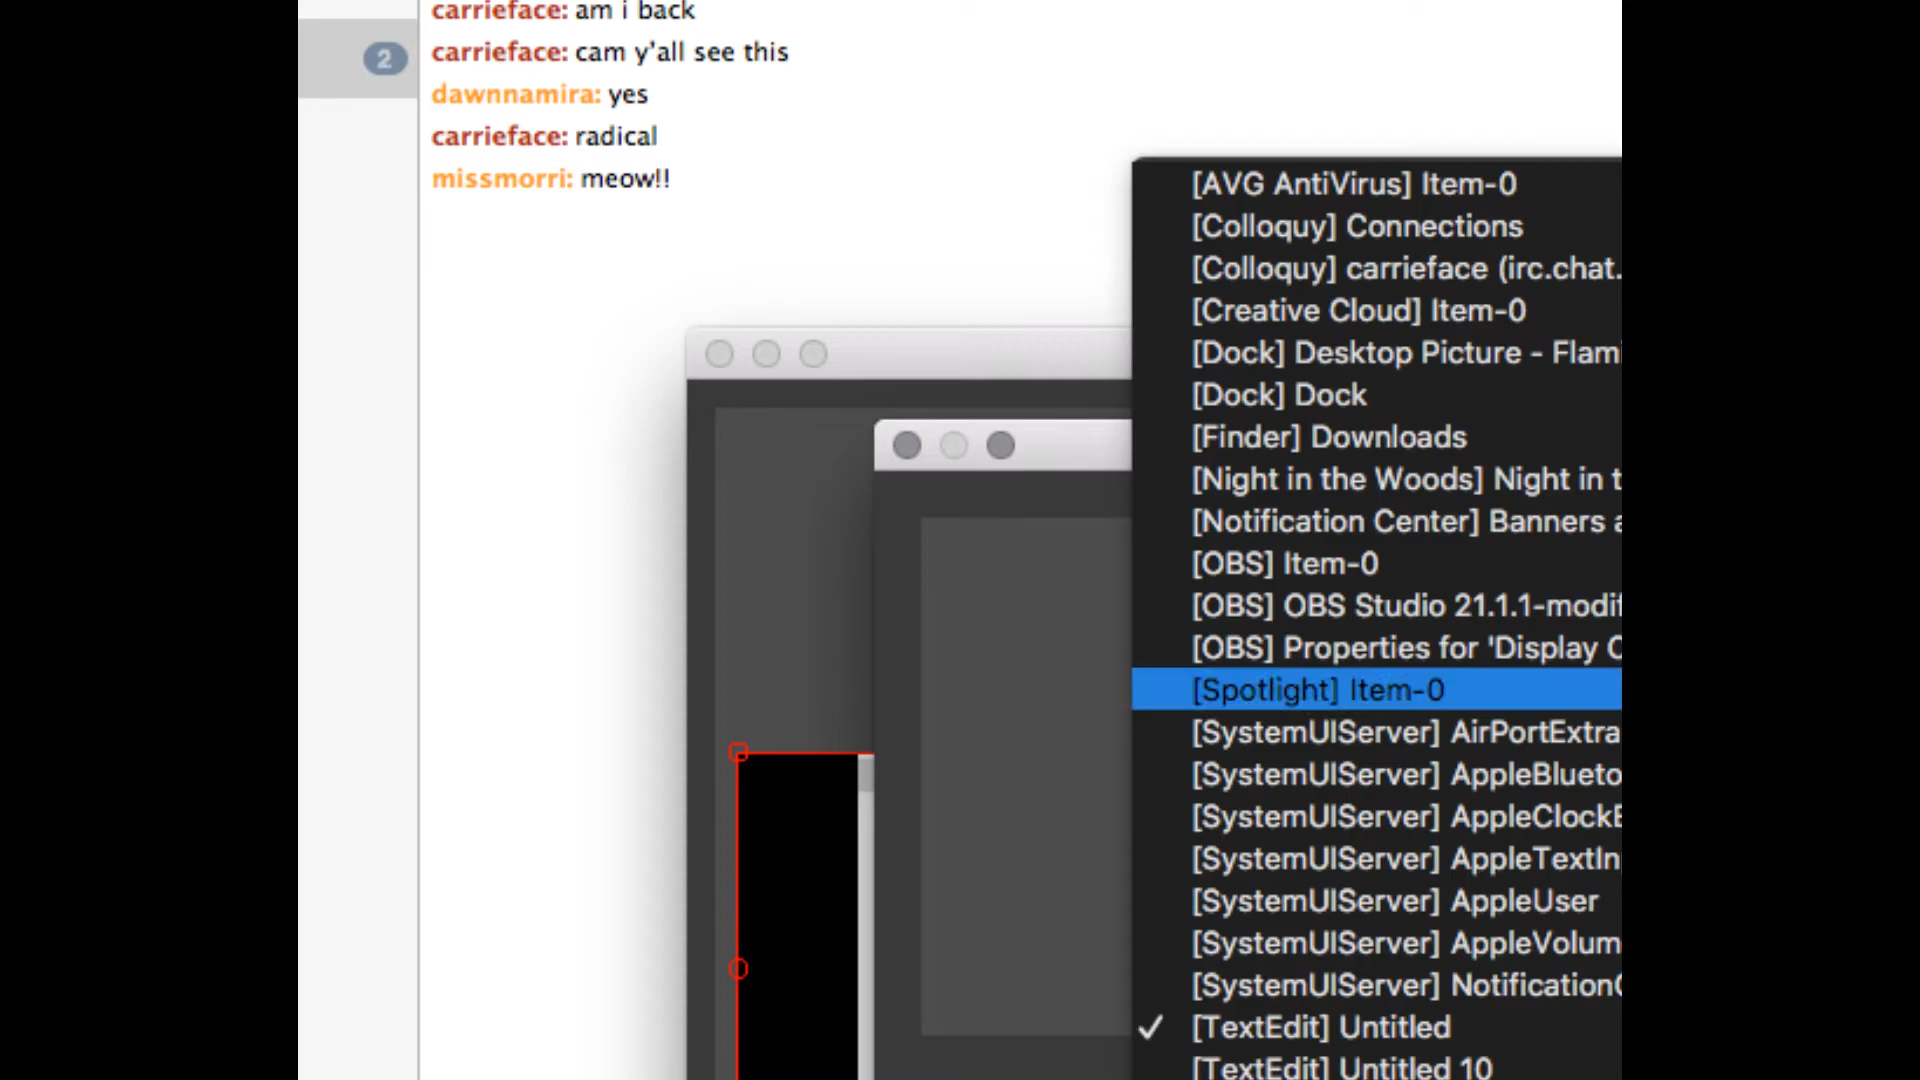 carrieface: am i back
carrieface: cam y'all see this
2
dawnnamira: yes
carrieface: radical
missmorri: meow!!
[AVG AntiVirus] Item-0
[Colloquy] Connections
[Colloquy] carrieface (irc.chat.
[Creative Cloud] Item-0
[Dock] Desktop Picture - Flami
[Dock] Dock
[Finder] Downloads
[Night in the Woods] Night in t
[Notification Center] Banners a
[OBS] Item-0
[OBS] OBS Studio 21.1.1-modif
[OBS] Properties for 'Display C
[Spotlight] Item-0
[SystemUIServer] AirPortExtra
[SystemUIServer] AppleBlueto
[SystemUIServer] AppleClockE
[SystemUIServer] AppleTextIn
[SystemUIServer] AppleUser
[SystemUIServer] AppleVolum
[SystemUIServer] Notification
[TextEdit] Untitled
[TextEdit] Untitled 10